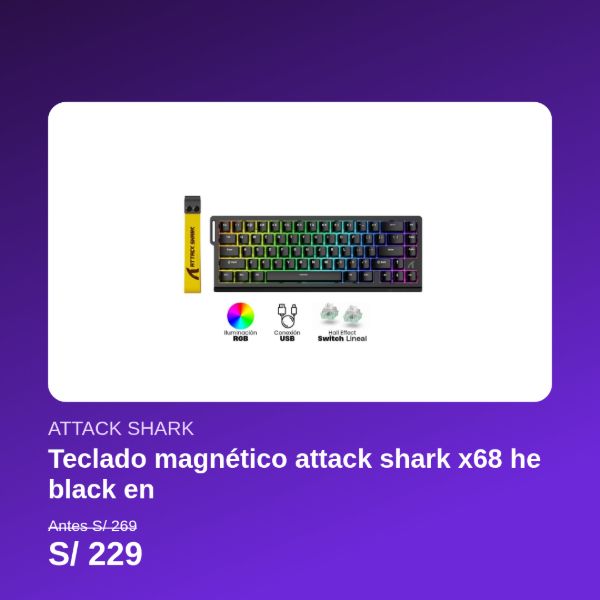 ATTACK SHARK
Iluminación
RGB
Conexión
USB
Hall Effect
Switch Lineal
ATTACK SHARK
Teclado magnético attack shark x68 he
black en
Antes S/ 269
S/ 229